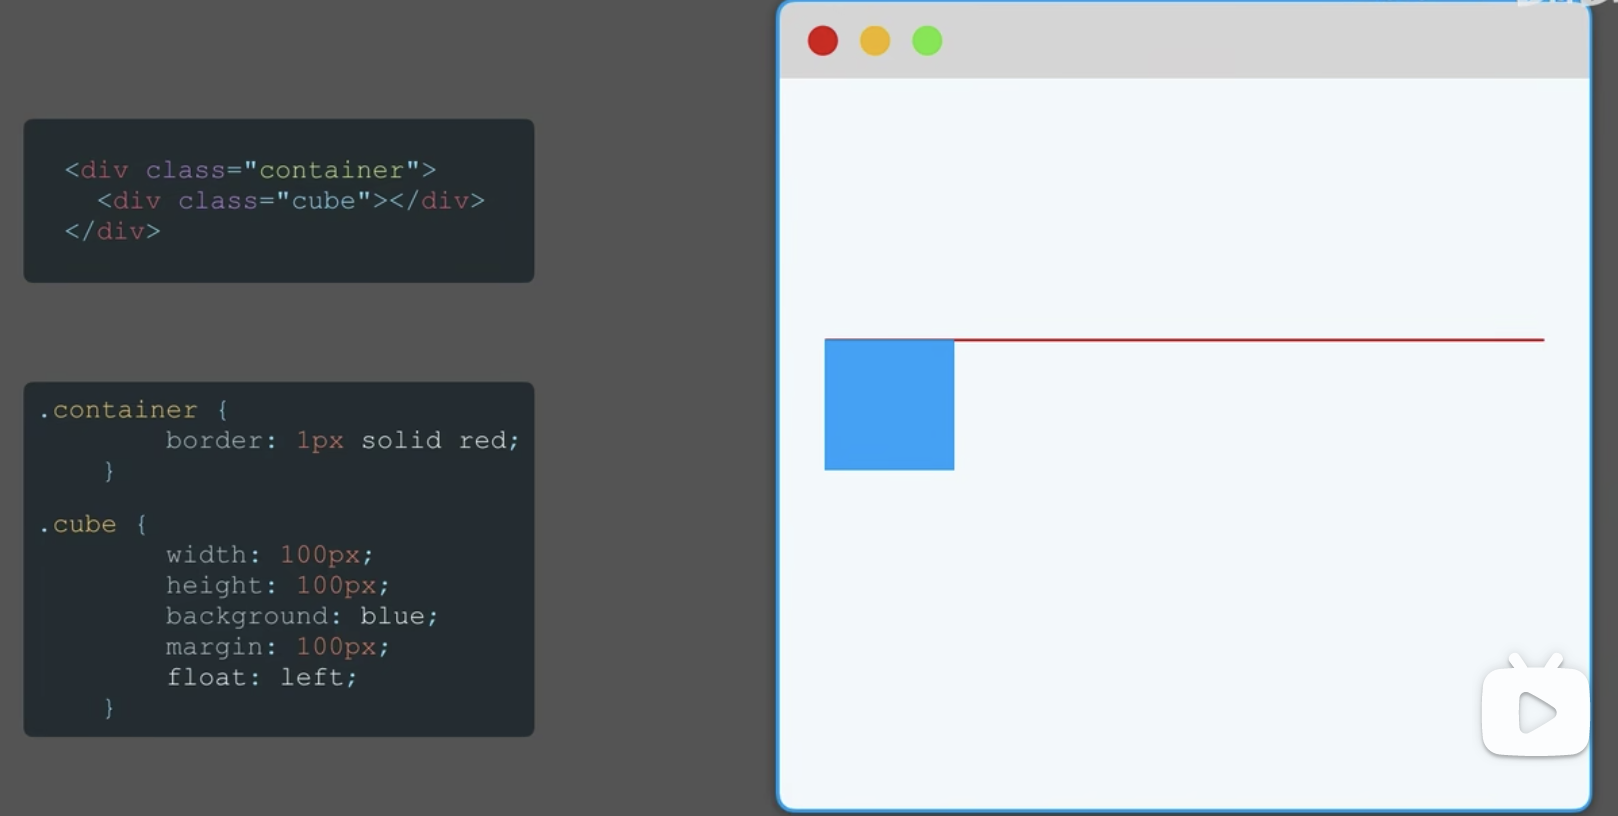 <div class="container">
<div class="cube"></div>
</div>
.container {
border: 1px solid red;
}
.cube {
width: 100px;
height: 100px;
background: blue;
margin: 100px;
float: left;
}